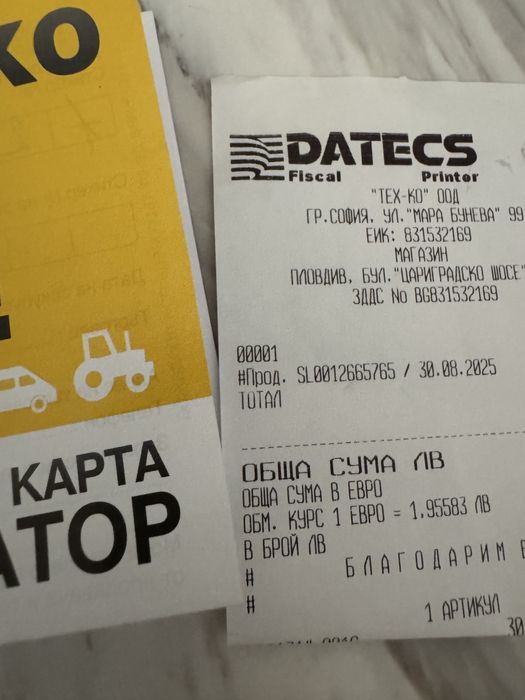 ко
КАРТА
АТОР
DATECS
Fiscal Printer
"ТЕХ-КО" ООД
ГР.СОФИЯ. УЛ."МАРА БУНЕВА" 99
ЕИК: 831532169
МАГАЗИН
ПЛОВДИВ, БУЛ."ЦАРИГРАДСКО ШОСЕ"
ЗДДС No BG831532169
00001
#Прод. SL0012665765 / 30.08.2025
ТОТАЛ
ОБЩА СУМА ЛВ
ОБЩА СУМА В ЕВРО
ОБМ. КУРС 1 ЕВРО = 1.95583 ЛВ
В БРОЙ ЛВ
# БЛАГОДАРИМ
#
1 АРТИКУЛ
30